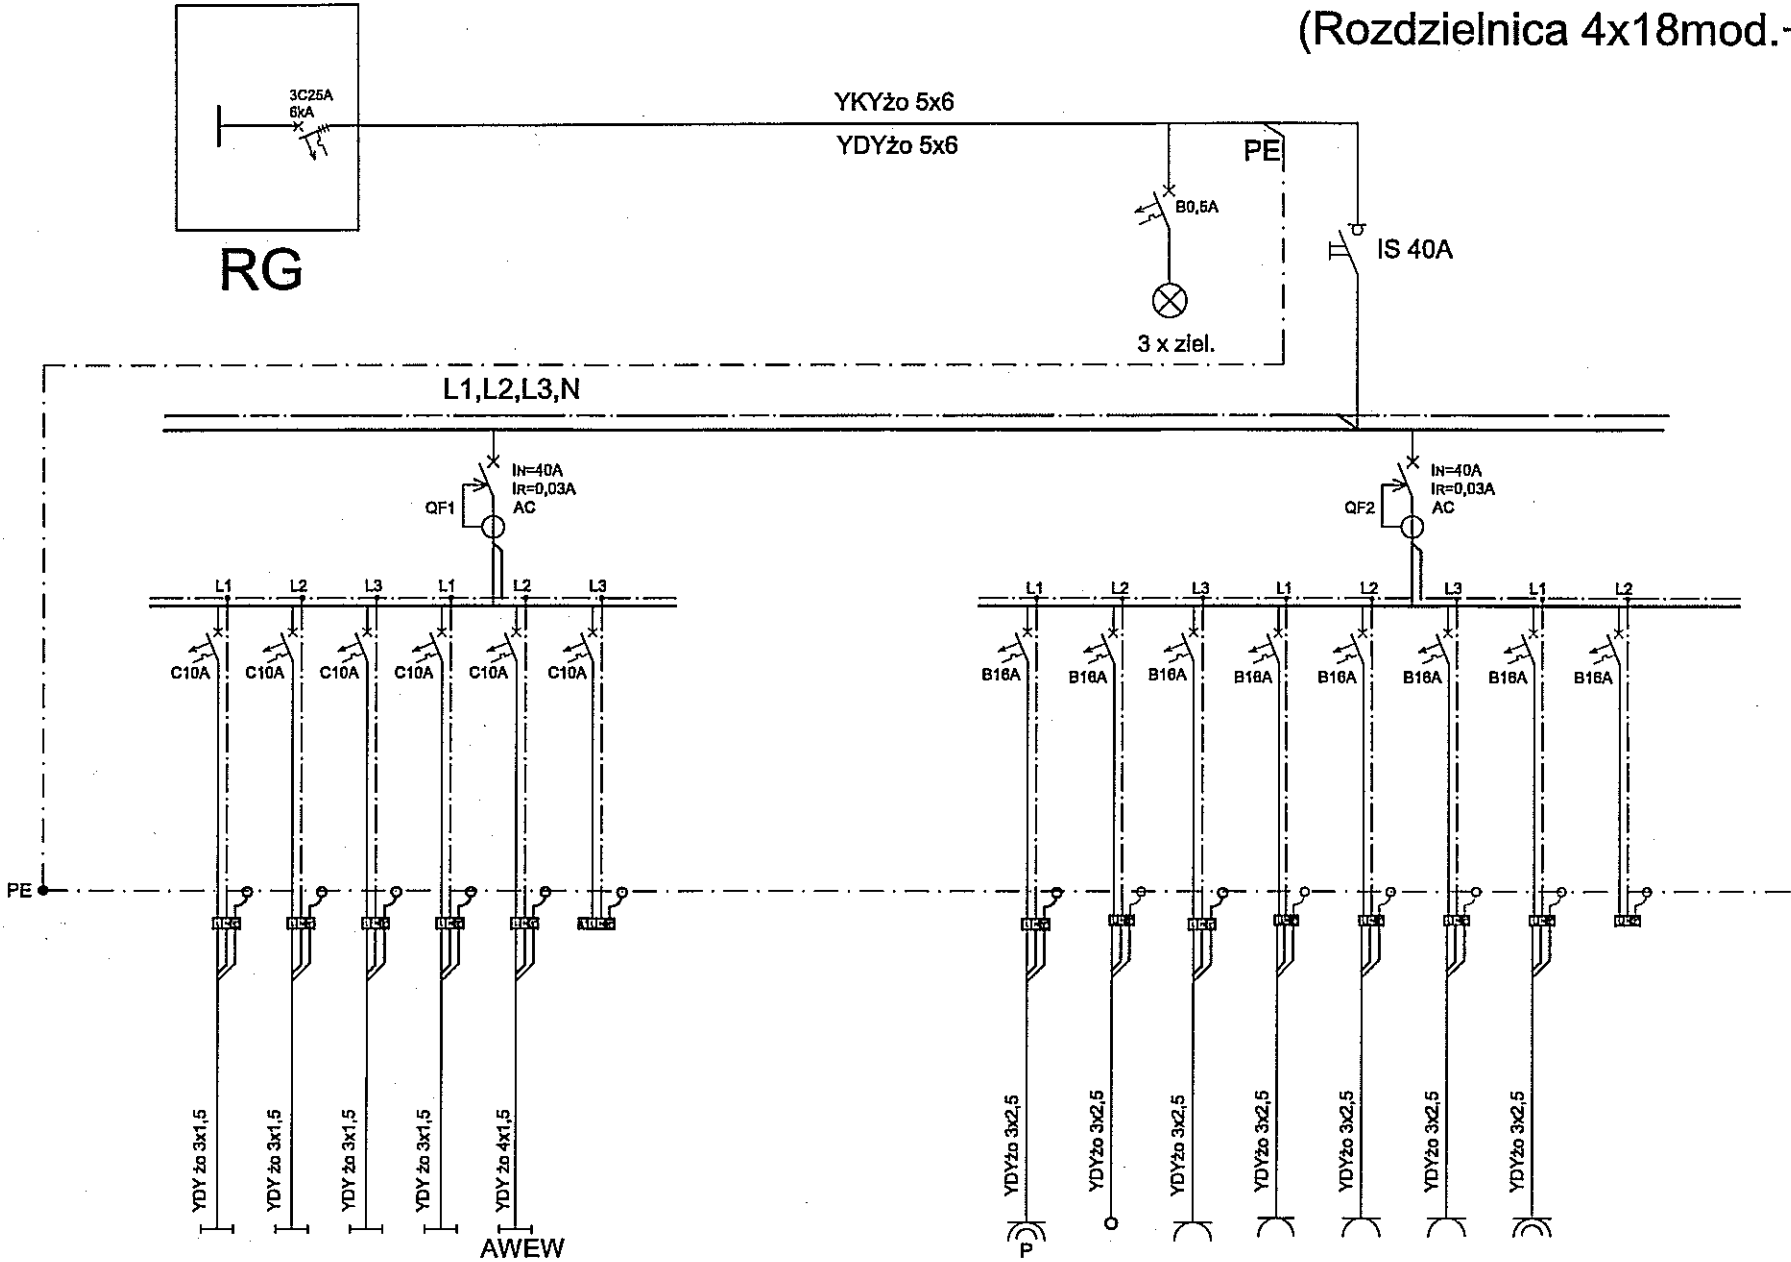 (Rozdzielnica 4x18mod.-
3C25A
6kA
RG
YKYżo 5x6
YDYżo 5x6
PE
B0,5A
IS 40A
3 x ziel.
L1,L2,L3,N
IN=40A
IR=0,03A
AC
QF1
IN=40A
IR=0,03A
AC
QF2
L1 L2 L3 L1 L2 L3
L1 L2 L3 L1 L2 L3 L1 L2
C10A C10A C10A C10A C10A C10A
B16A B16A B16A B16A B16A B16A B16A B16A
PE
YDY żo 3x1,5
YDY żo 3x1,5
YDY żo 3x1,5
YDY żo 3x1,5
YDY żo 4x1,5
YDYżo 3x2,5
YDYżo 3x2,5
YDYżo 3x2,5
YDYżo 3x2,5
YDYżo 3x2,5
YDYżo 3x2,5
YDYżo 3x2,5
AWEW
P